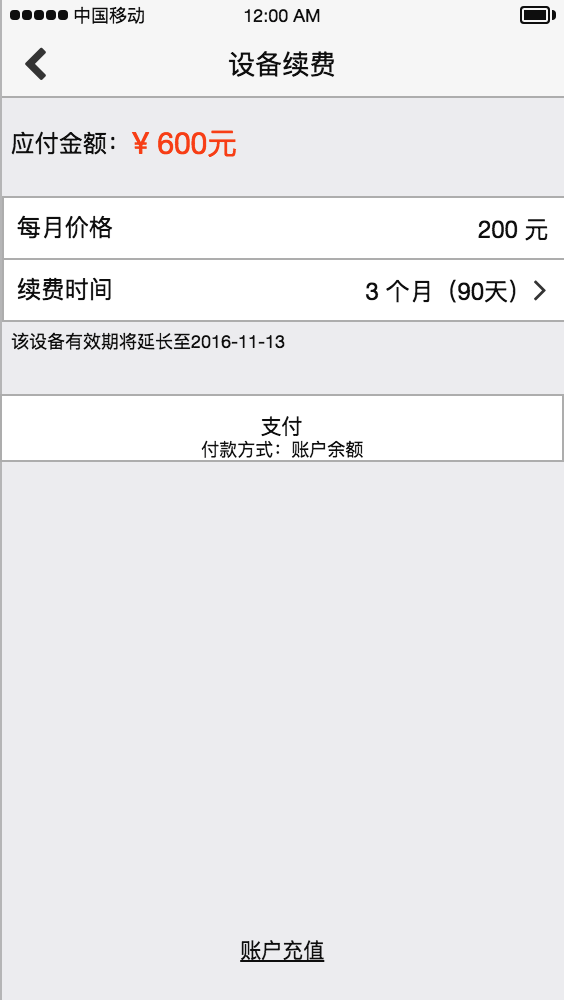 中国移动 12:00 AM
设备续费
应付金额：¥ 600元
每月价格 200 元
续费时间 3 个月（90天）
该设备有效期将延长至2016-11-13
支付
付款方式：账户余额
账户充值